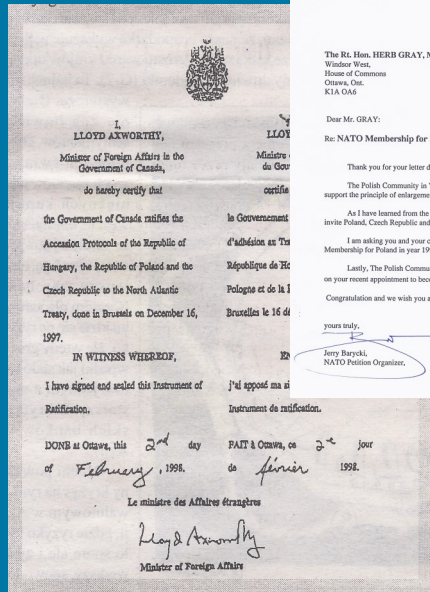 I,
LLOYD AXWORTHY,
Minister of Foreign Affairs in the
Government of Canada,
do hereby certify that
the Government of Canada ratifies the
Accession Protocols of the Republic of
Hungary, the Republic of Poland and the
Czech Republic to the North Atlantic
Treaty, done in Brussels on December 16,
1997.
IN WITNESS WHEREOF,
I have signed and sealed this Instrument of
Ratification.
DONE at Ottawa, this 2nd day
of February, 1998.
LLOY
Ministre
du Gou
certifie
le Gouvernement
d'adhésion au
République de
Pologne et de la
Bruxelles le 16 dé
j'ai apposé ma si
Instrument de ratification.
FAIT à Ottawa, ce 2e jour
de février 1998.
Le ministre des Affaires étrangères
Lloyd Axworthy
Minister of Foreign Affairs
The Rt. Hon. HERB GRAY,
Windsor West,
House of Commons
Ottawa, Ont.
K1A OA6
Dear Mr. GRAY:
Re: NATO Membership for
Thank you for your letter d
The Polish Community in
support the principle of enlargeme
As I have learned from the
invite Poland, Czech Republic and
I am asking you and your c
Membership for Poland in year 199
Lastly, The Polish Commu
on your recent appointment to beco
Congratulation and we wish you a
yours truly,
Jerry Barycki,
NATO Petition Organizer,